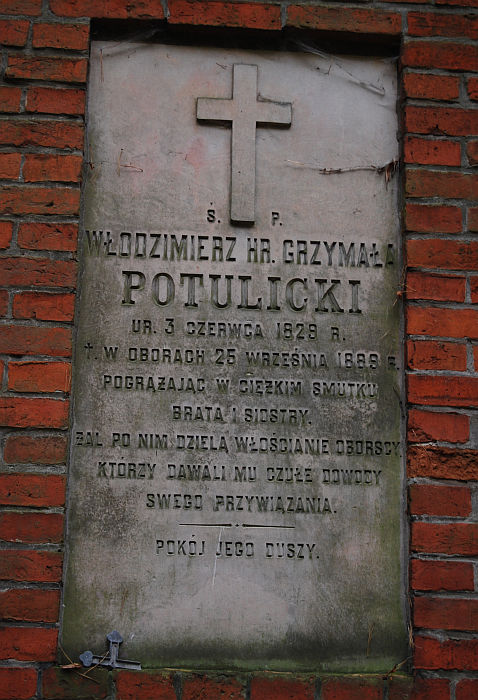 Ś. P.
WŁODZIMIERZ HR. GRZYMAŁA
POTULICKI
UR. 3 CZERWCA 1829 R.
†. W OBORACH 25 WRZEŚNIA 1889 R.
POGRĄŻAJĄC W CIĘŻKIM SMUTKU
BRATA I SIOSTRY.
ŻAL PO NIM DZIELĄ WŁOŚCIANIE OBORSCY,
KTORZY DAWALI MU CZUŁE DOWODY
SWEGO PRZYWIĄZANIA.
POKÓJ JEGO DUSZY.